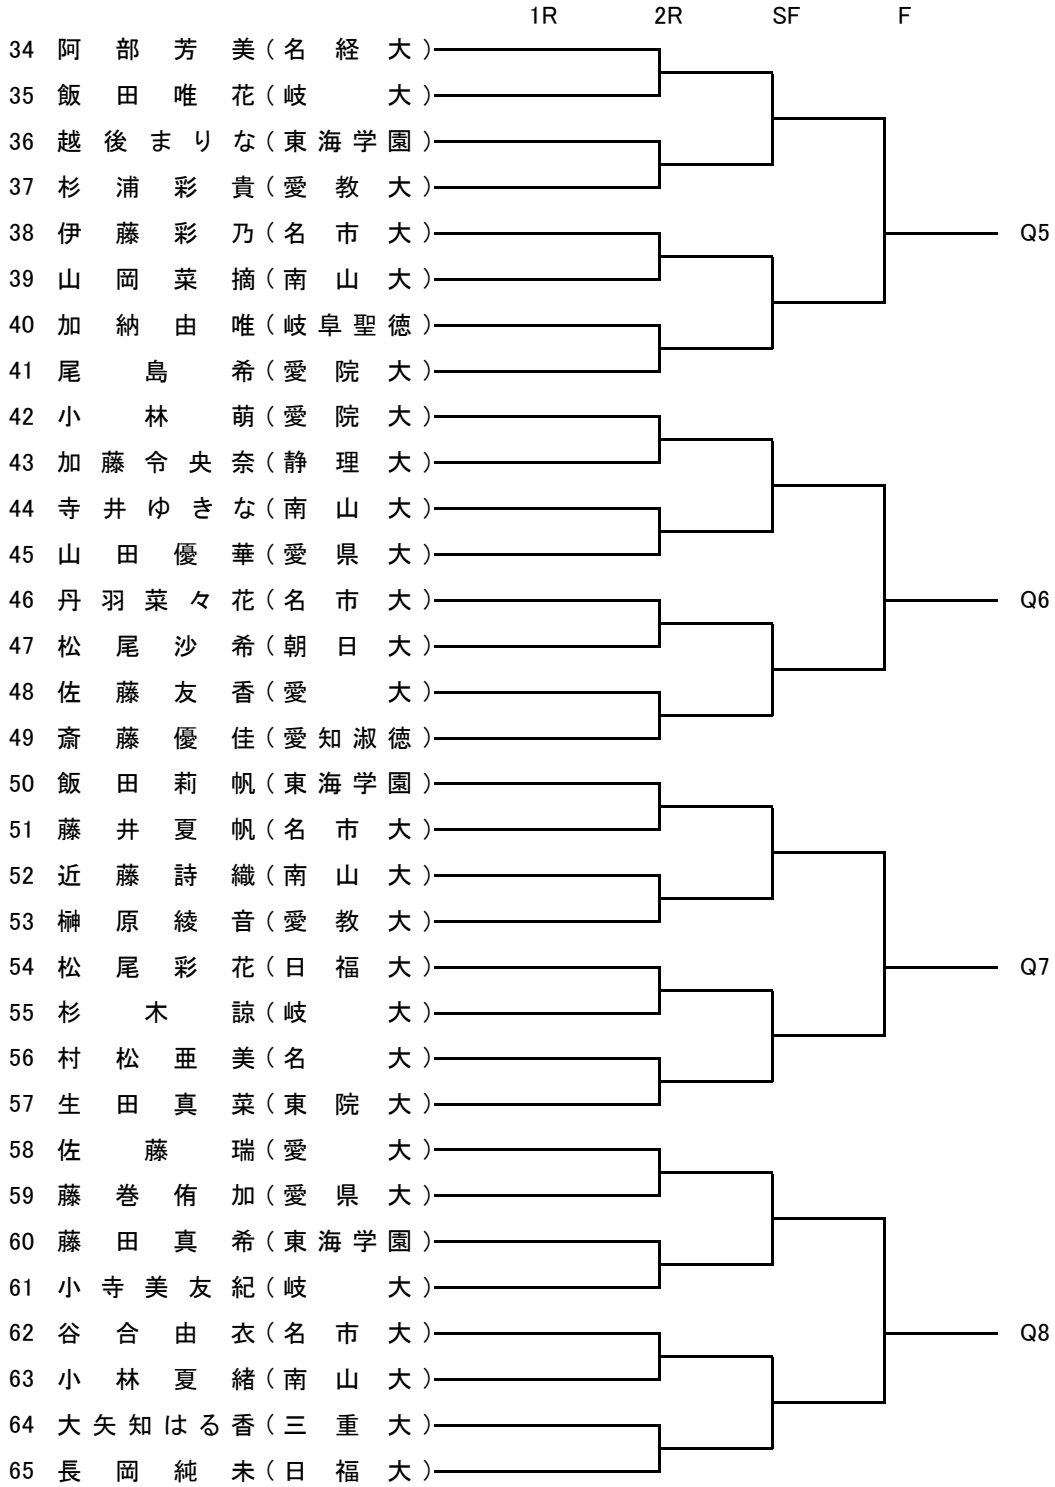 1R 2R SF F
34 阿部芳美(名経大)
35 飯田唯花(岐大)
36 越後まりな(東海学園)
37 杉浦彩貴(愛教大)
38 伊藤彩乃(名市大)
Q5
39 山岡菜摘(南山大)
40 加納由唯(岐阜聖徳)
41 尾島希(愛院大)
42 小林萌(愛院大)
43 加藤令央奈(静理大)
44 寺井ゆきな(南山大)
45 山田優華(愛県大)
46 丹羽菜々花(名市大)
Q6
47 松尾沙希(朝日大)
48 佐藤友香(愛大)
49 斎藤優佳(愛知淑徳)
50 飯田莉帆(東海学園)
51 藤井夏帆(名市大)
52 近藤詩織(南山大)
53 榊原綾音(愛教大)
54 松尾彩花(日福大)
Q7
55 杉木諒(岐大)
56 村松亜美(名大)
57 生田真菜(東院大)
58 佐藤瑞(愛大)
59 藤巻侑加(愛県大)
60 藤田真希(東海学園)
61 小寺美友紀(岐大)
62 谷合由衣(名市大)
Q8
63 小林夏緒(南山大)
64 大矢知はる香(三重大)
65 長岡純未(日福大)